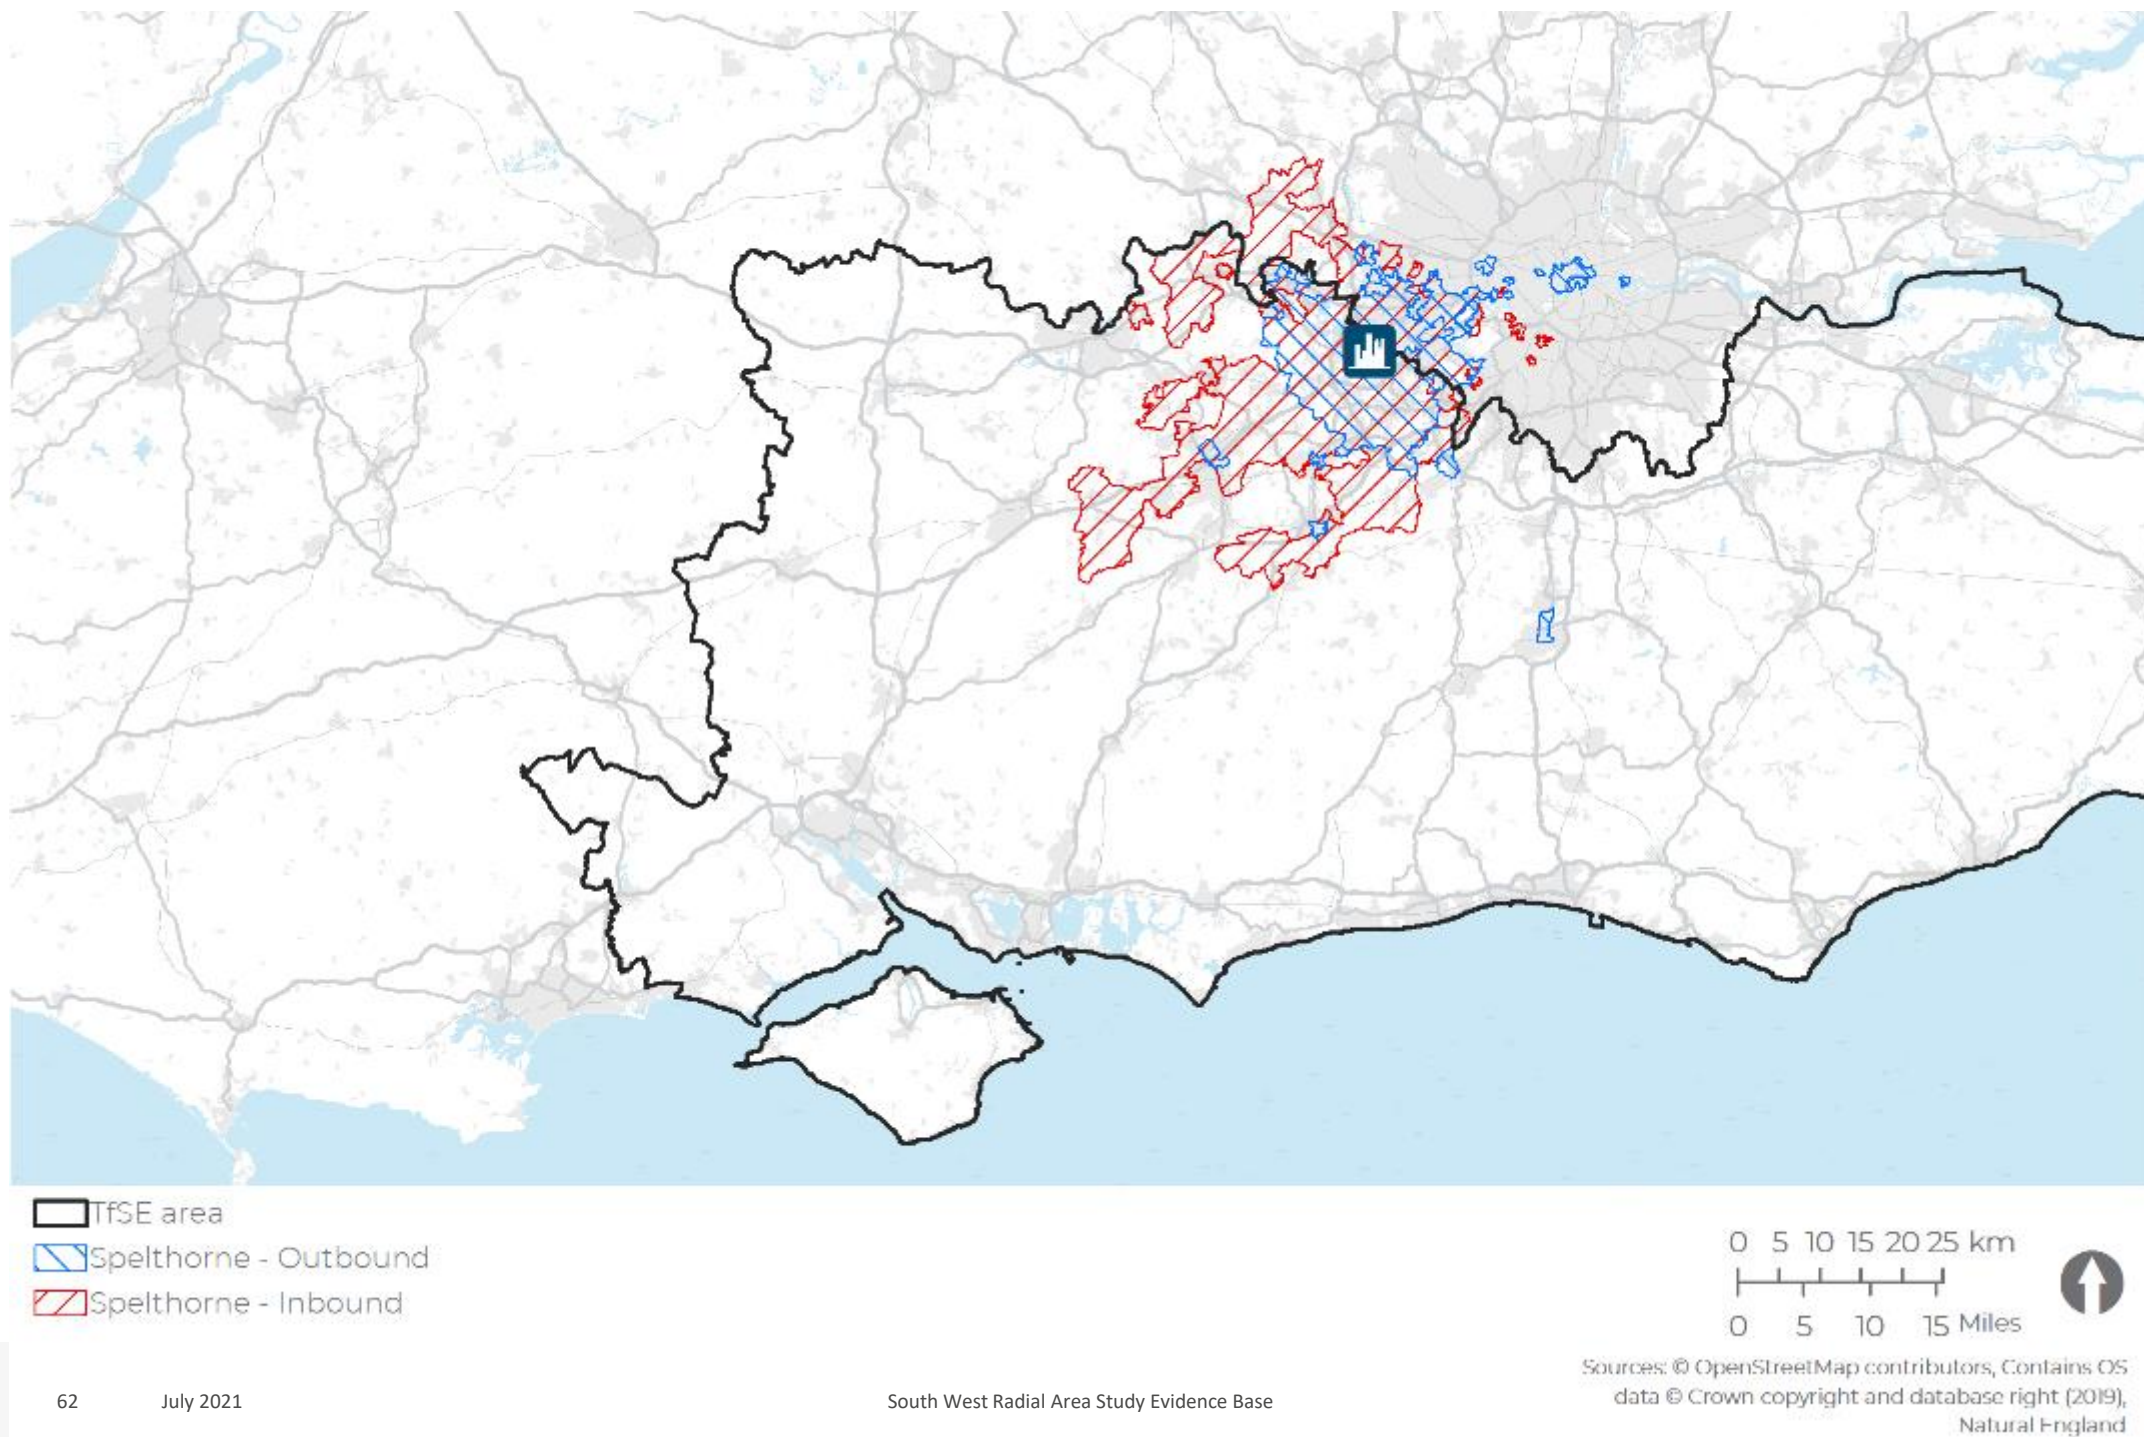 TfSE area
Spelthorne - Outbound
Spelthorne - Inbound
0 5 10 15 20 25 km
0 5 10 15 Miles
Sources: © OpenStreetMap contributors, Contains OS
data © Crown copyright and database right (2019),
Natural England
62 July 2021 South West Radial Area Study Evidence Base